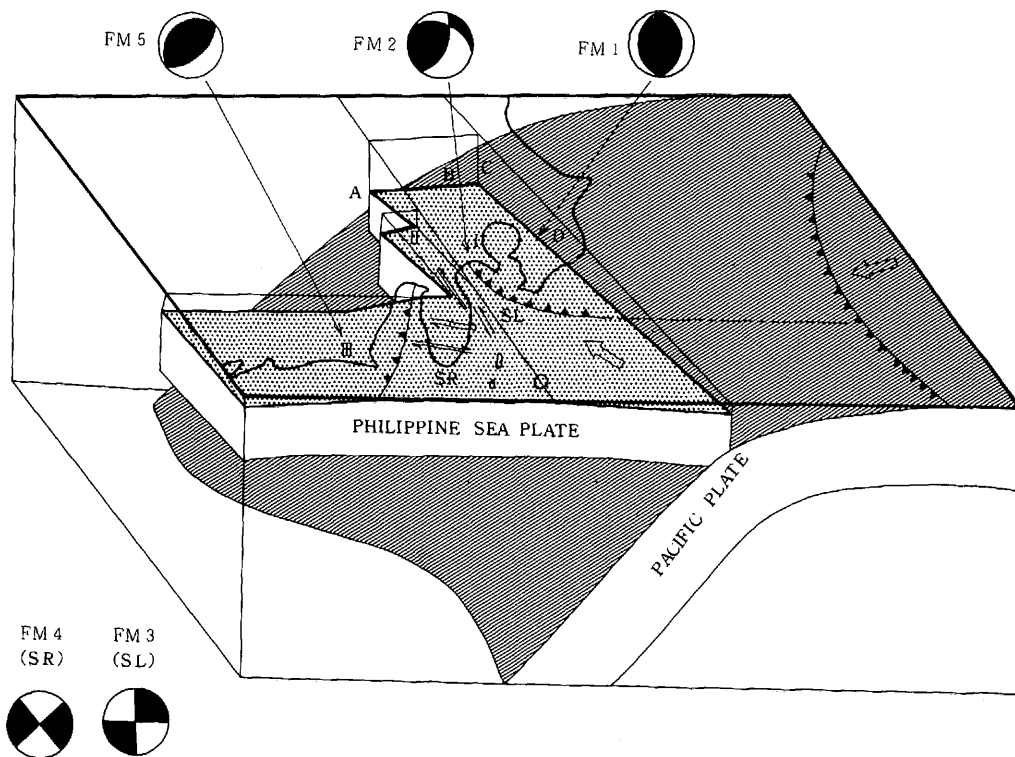 FM 5
FM 2
FM 1
A
B
C
D
II
I
III
SL
SR
PHILIPPINE SEA PLATE
PACIFIC PLATE
FM 4
(SR)
FM 3
(SL)